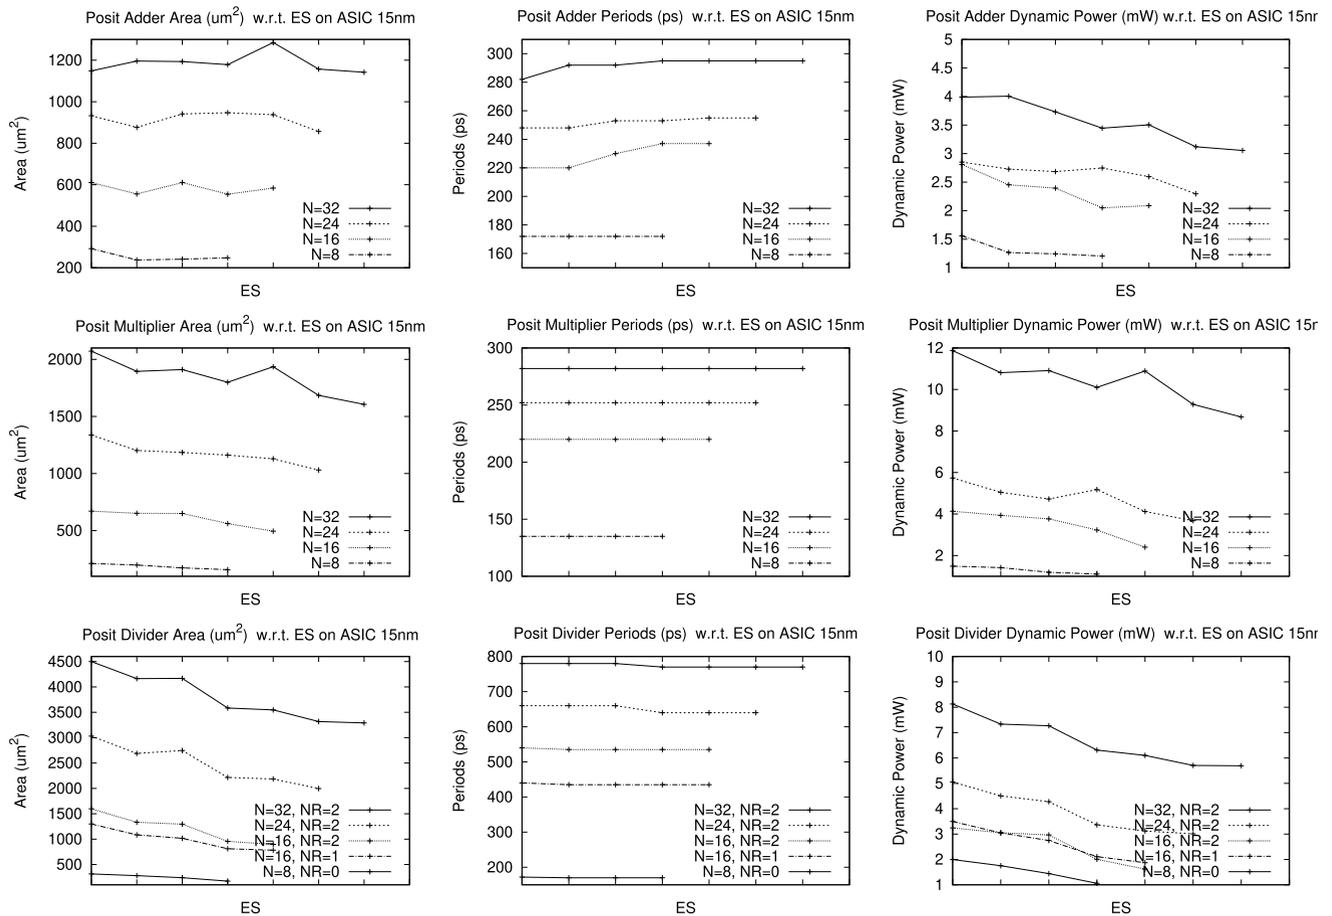 Posit Adder Area (um2) w.r.t. ES on ASIC 15nm
1200
1000
800
600
400
200
Area (um2)
N=32
N=24
N=16
N=8
ES
Posit Adder Periods (ps) w.r.t. ES on ASIC 15nm
300
280
260
240
220
200
180
160
Periods (ps)
N=32
N=24
N=16
N=8
ES
Posit Adder Dynamic Power (mW) w.r.t. ES on ASIC 15nr
5
4.5
4
3.5
3
2.5
2
1.5
1
Dynamic Power (mW)
N=32
N=24
N=16
N=8
ES
Posit Multiplier Area (um2) w.r.t. ES on ASIC 15nm
2000
1500
1000
500
Area (um2)
N=32
N=24
N=16
N=8
ES
Posit Multiplier Periods (ps) w.r.t. ES on ASIC 15nm
300
250
200
150
100
Periods (ps)
N=32
N=24
N=16
N=8
ES
Posit Multiplier Dynamic Power (mW) w.r.t. ES on ASIC 15nr
12
10
8
6
4
2
Dynamic Power (mW)
N=32
N=24
N=16
N=8
ES
Posit Divider Area (um2) w.r.t. ES on ASIC 15nm
4500
4000
3500
3000
2500
2000
1500
1000
500
Area (um2)
N=32, NR=2
N=24, NR=2
N=16, NR=2
N=16, NR=1
N=8, NR=0
ES
Posit Divider Periods (ps) w.r.t. ES on ASIC 15nm
800
700
600
500
400
300
200
Periods (ps)
N=32, NR=2
N=24, NR=2
N=16, NR=2
N=16, NR=1
N=8, NR=0
ES
Posit Divider Dynamic Power (mW) w.r.t. ES on ASIC 15nr
10
9
8
7
6
5
4
3
2
1
Dynamic Power (mW)
N=32, NR=2
N=24, NR=2
N=16, NR=2
N=16, NR=1
N=8, NR=0
ES